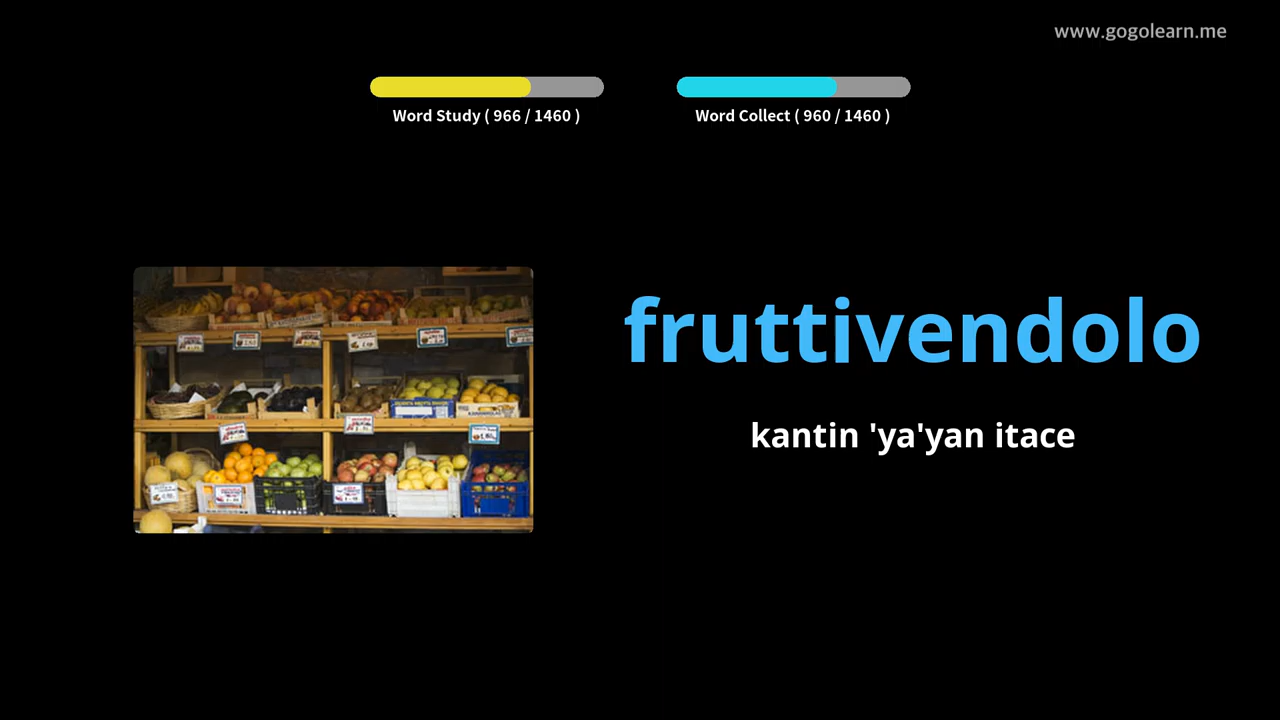 www.gogolearn.me
Word Study ( 966 / 1460 )
Word Collect ( 960 / 1460 )
fruttivendolo
kantin 'ya'yan itace